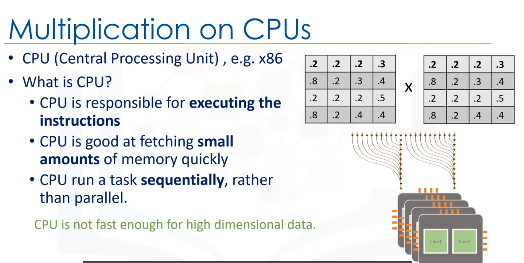 Multiplication on CPUs
• CPU (Central Processing Unit) , e.g. x86
• What is CPU?
• CPU is responsible for executing the
instructions
• CPU is good at fetching small
amounts of memory quickly
• CPU run a task sequentially, rather
than parallel.
CPU is not fast enough for high dimensional data.
.2 .2 .2 .3
.8 .2 .3 .4
.2 .2 .2 .5
.8 .2 .4 .4
X
.2 .2 .2 .3
.8 .2 .3 .4
.2 .2 .2 .5
.8 .2 .4 .4